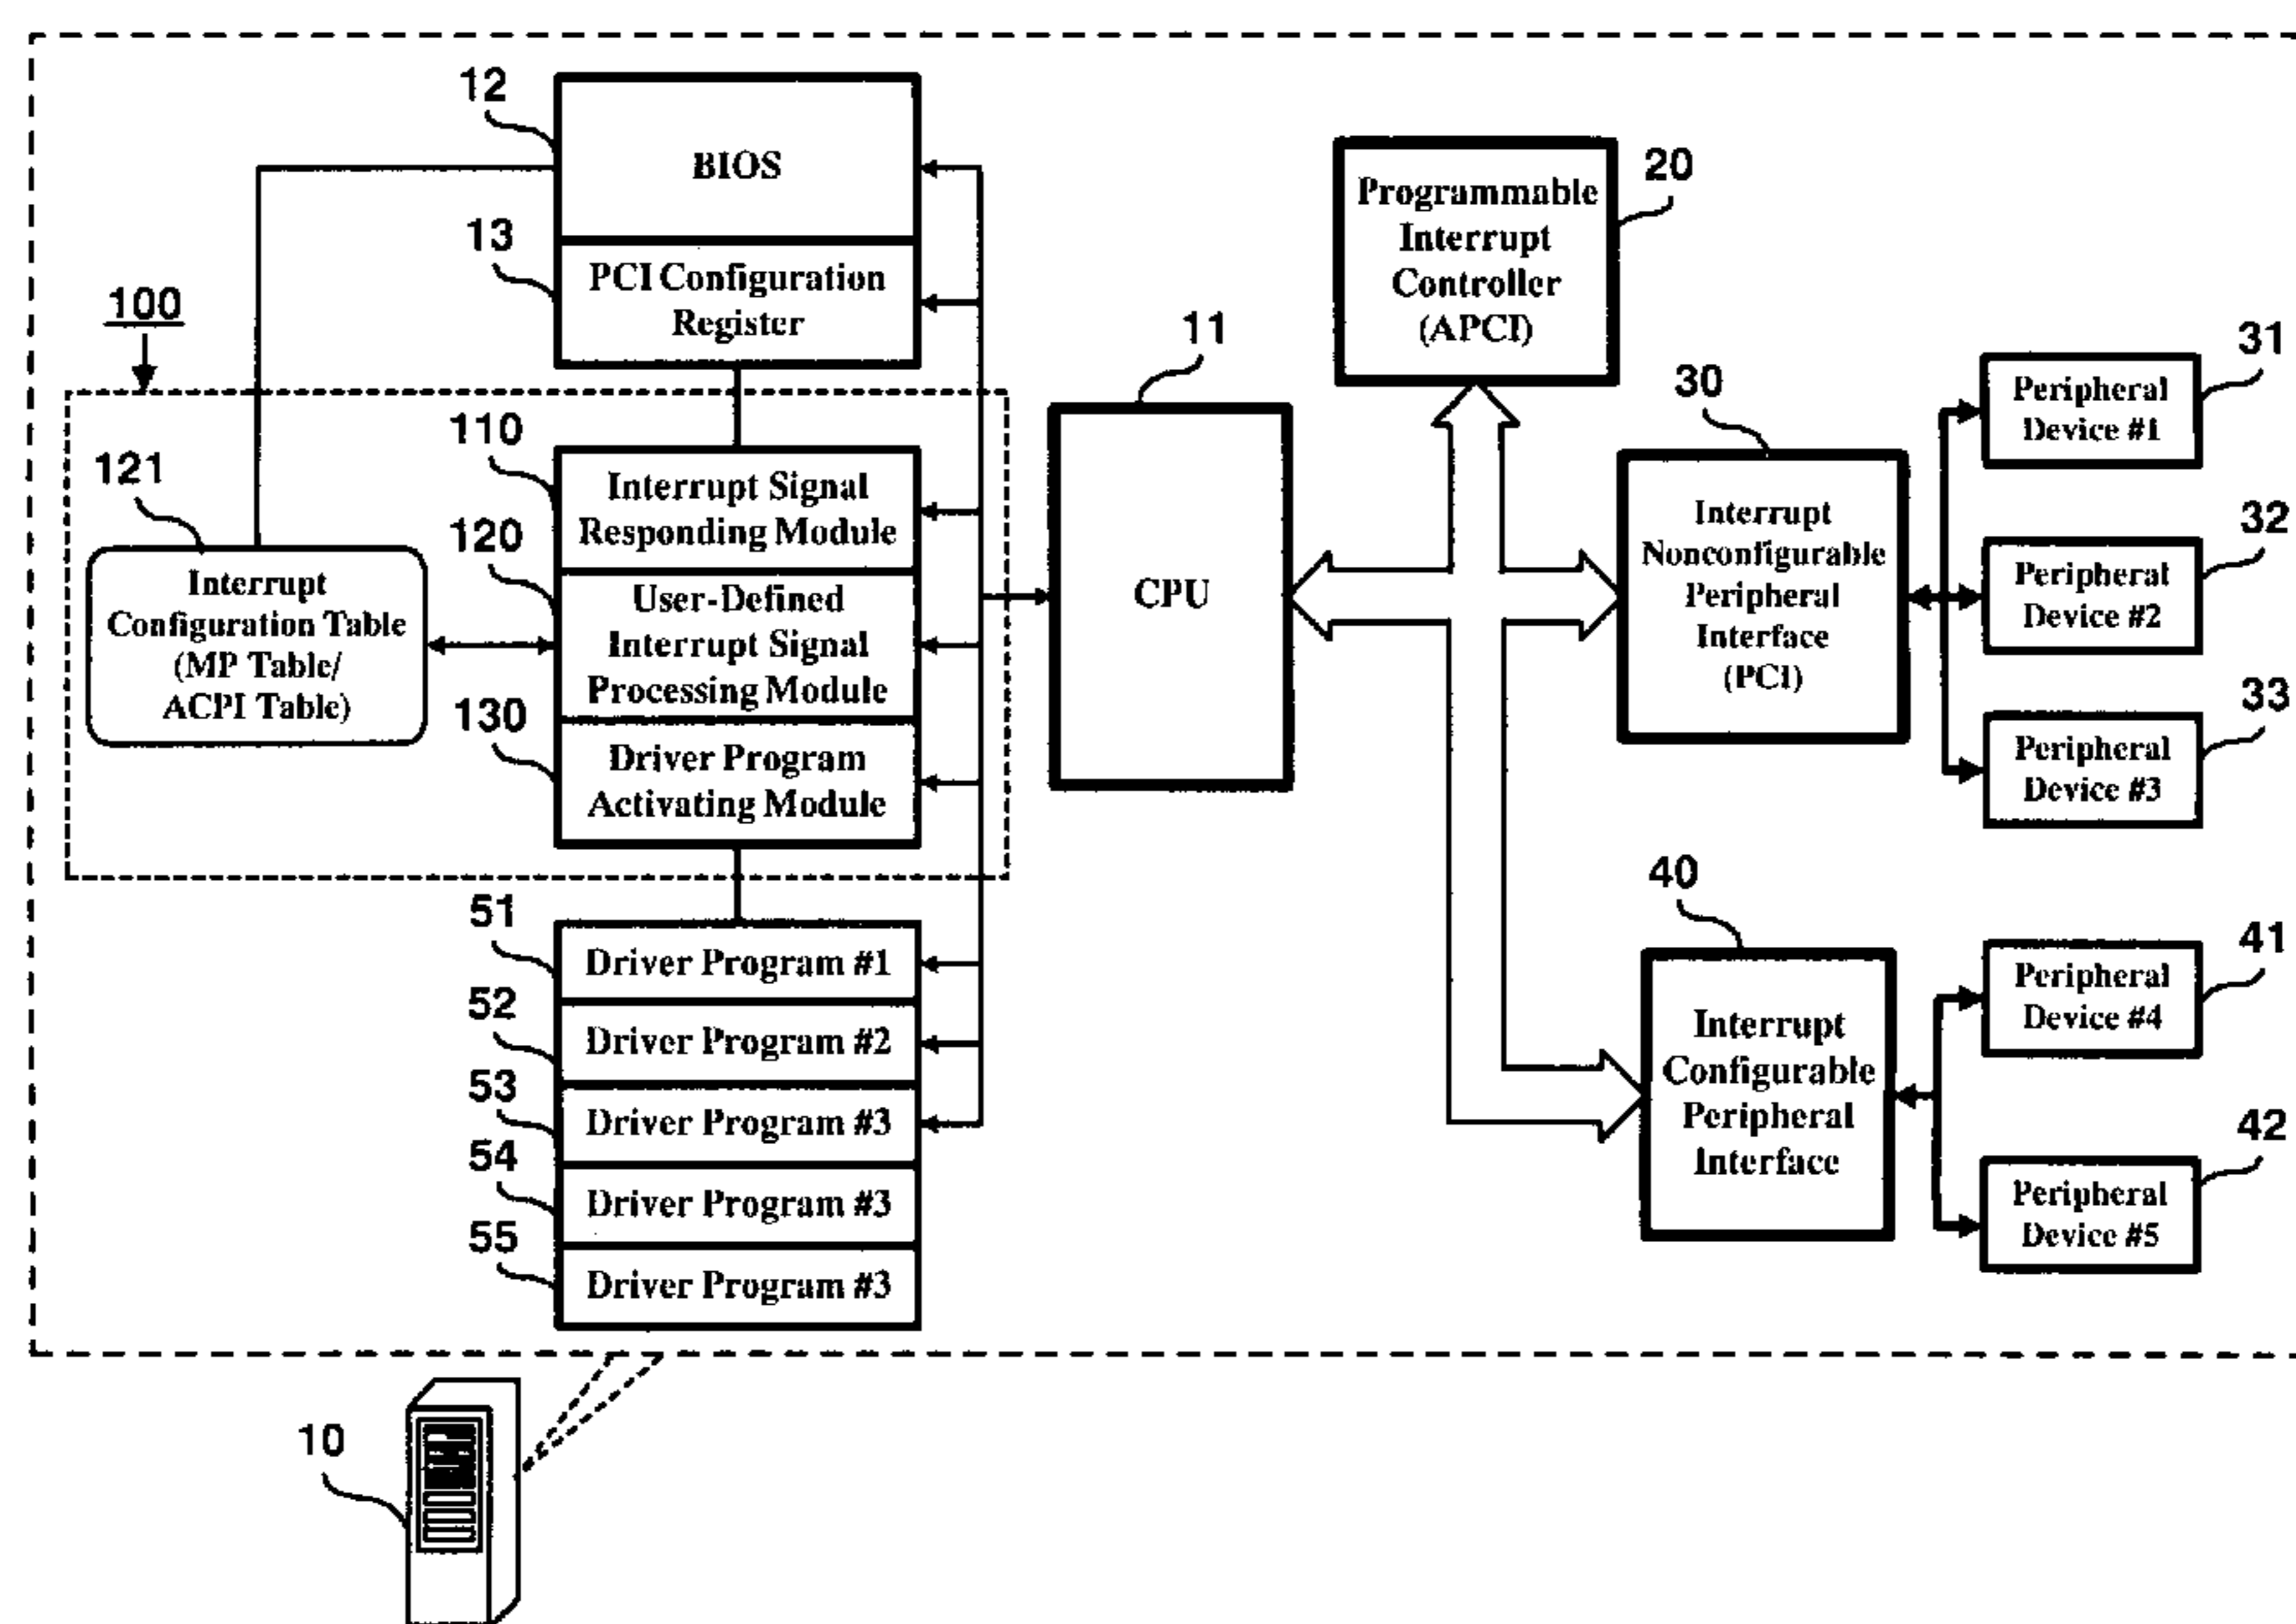 12
BIOS
13
PCI Configuration
Register
100
110
Interrupt Signal
Responding Module
121
Interrupt
Configuration Table
(MP Table/
ACPI Table)
120
User-Defined
Interrupt Signal
Processing Module
130
Driver Program
Activating Module
51
Driver Program #1
52
Driver Program #2
53
Driver Program #3
54
Driver Program #3
55
Driver Program #3
10
11
CPU
20
Programmable
Interrupt
Controller
(APCI)
30
Interrupt
Nonconfigurable
Peripheral
Interface
(PCI)
31
Peripheral
Device #1
32
Peripheral
Device #2
33
Peripheral
Device #3
40
Interrupt
Configurable
Peripheral
Interface
41
Peripheral
Device #4
42
Peripheral
Device #5